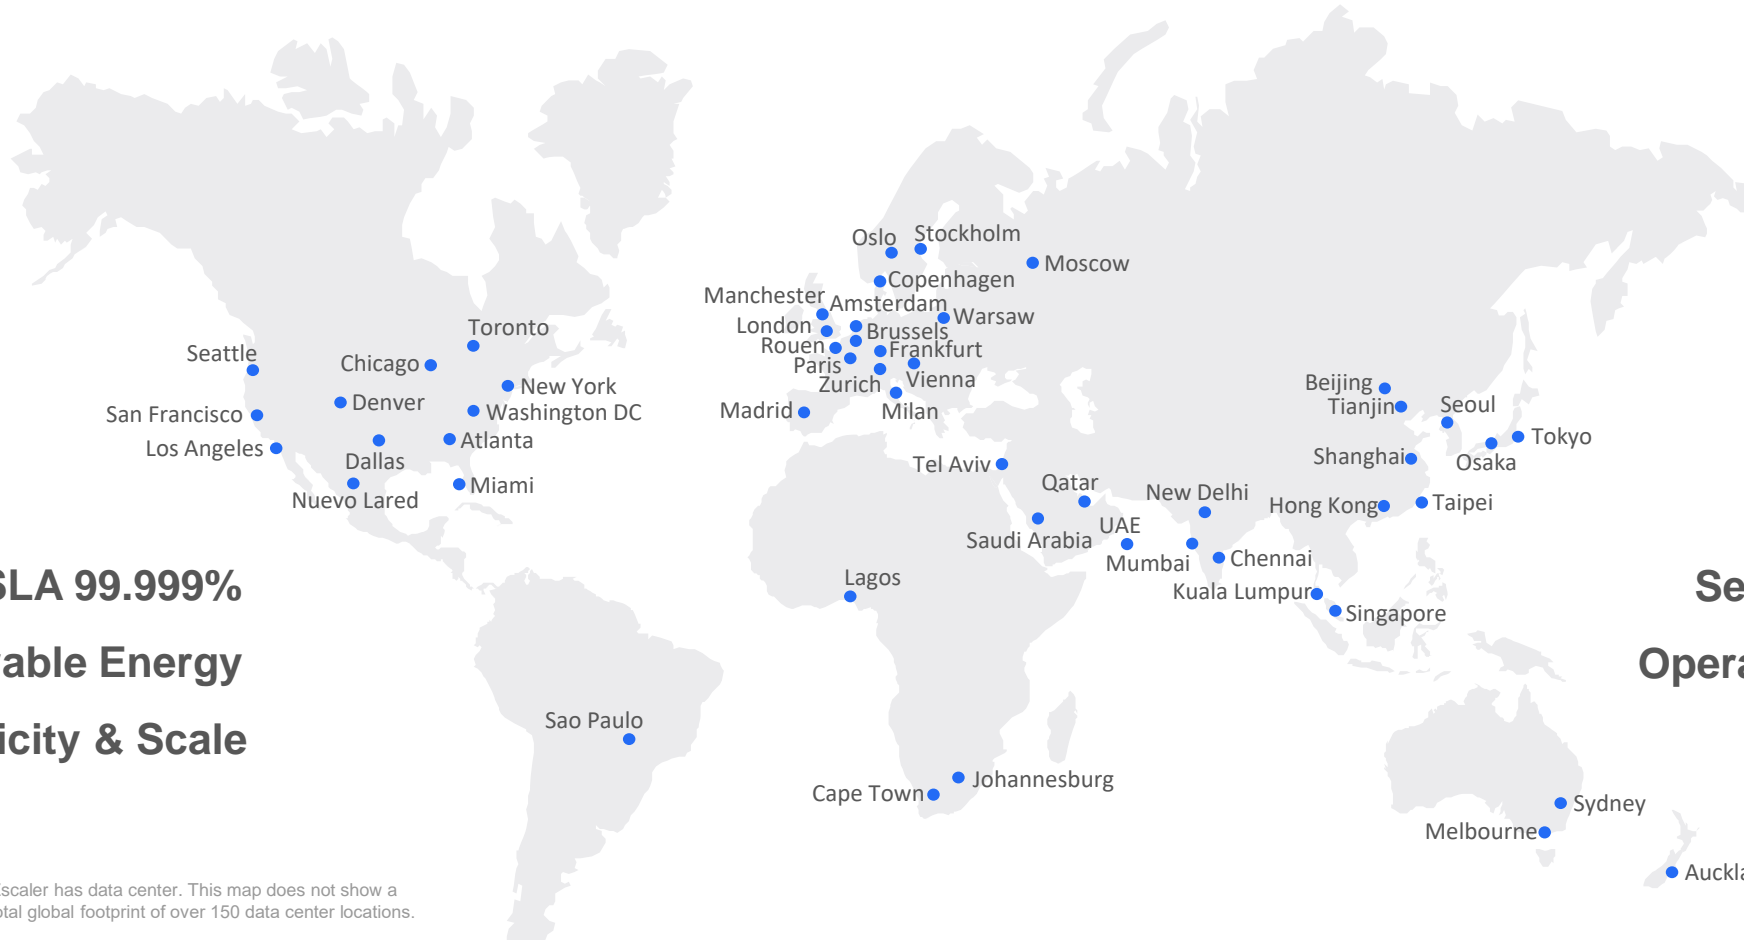 Oslo
Stockholm
Moscow
Copenhagen
Manchester
Amsterdam
London
Brussels
Warsaw
Rouen
Frankfurt
Paris
Zurich
Vienna
Milan
Madrid
Toronto
Seattle
Chicago
New York
Denver
San Francisco
Washington DC
Los Angeles
Atlanta
Dallas
Miami
Nuevo Lared
Beijing
Tianjin
Seoul
Tokyo
Shanghai
Osaka
Tel Aviv
Qatar
New Delhi
Hong Kong
Taipei
Saudi Arabia
UAE
Mumbai
Chennai
Kuala Lumpur
Singapore
Lagos
SLA 99.999%
Se
able Energy
Opera
icity & Scale
Sao Paulo
Johannesburg
Cape Town
Sydney
Melbourne
Auckla
scaler has data center. This map does not show a
otal global footprint of over 150 data center locations.